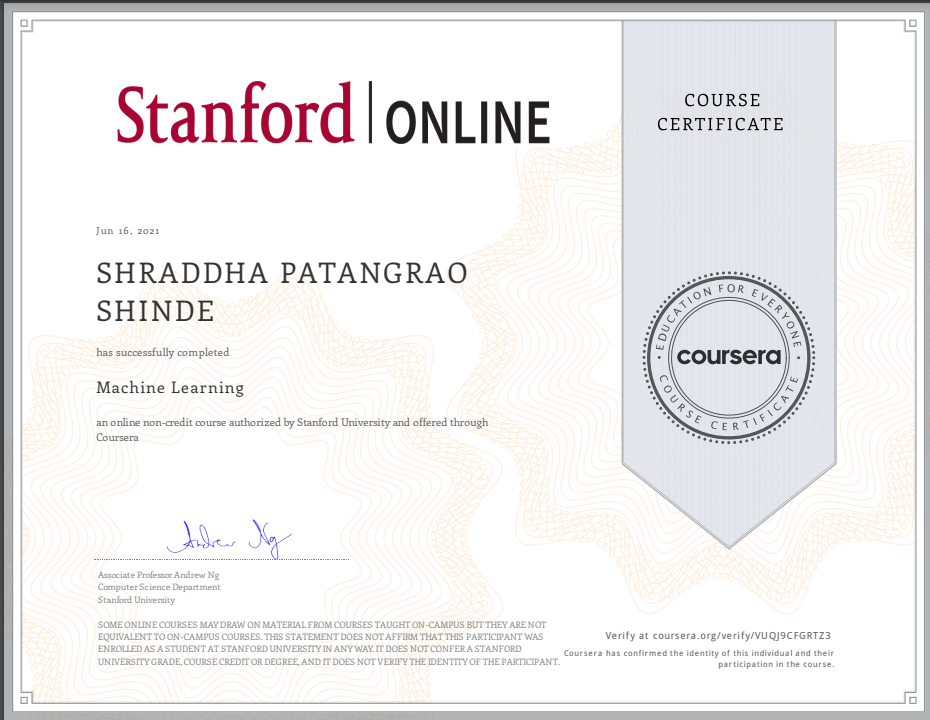 Stanford ONLINE
COURSE
CERTIFICATE
Jun 16, 2021
SHRADDHA PATANGRAO
SHINDE
has successfully completed
Machine Learning
an online non-credit course authorized by Stanford University and offered through
Coursera
EDUCATION FOR EVERYONE
coursera
COURSE CERTIFICATE
Andrew Ng
Associate Professor Andrew Ng
Computer Science Department
Stanford University
SOME ONLINE COURSES MAY DRAW ON MATERIAL FROM COURSES TAUGHT ON-CAMPUS BUT THEY ARE NOT
EQUIVALENT TO ON-CAMPUS COURSES. THIS STATEMENT DOES NOT AFFIRM THAT THIS PARTICIPANT WAS
ENROLLED AS A STUDENT AT STANFORD UNIVERSITY IN ANY WAY. IT DOES NOT CONFER A STANFORD
UNIVERSITY GRADE, COURSE CREDIT OR DEGREE, AND IT DOES NOT VERIFY THE IDENTITY OF THE PARTICIPANT.
Verify at coursera.org/verify/VUQJ9CFGRTZ3
Coursera has confirmed the identity of this individual and their
participation in the course.